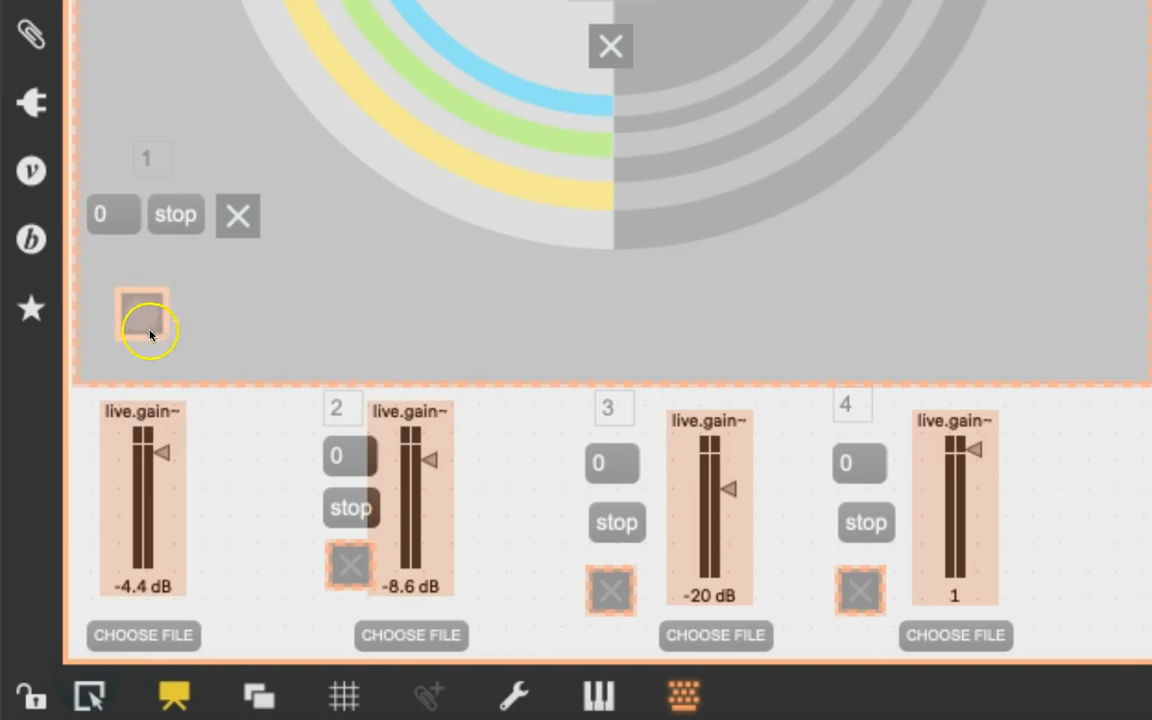 1
0 stop
live.gain~
-4.4 dB
CHOOSE FILE
2
0
stop
live.gain~
-8.6 dB
CHOOSE FILE
3
0
stop
live.gain~
-20 dB
CHOOSE FILE
4
0
stop
live.gain~
1
CHOOSE FILE
v
b